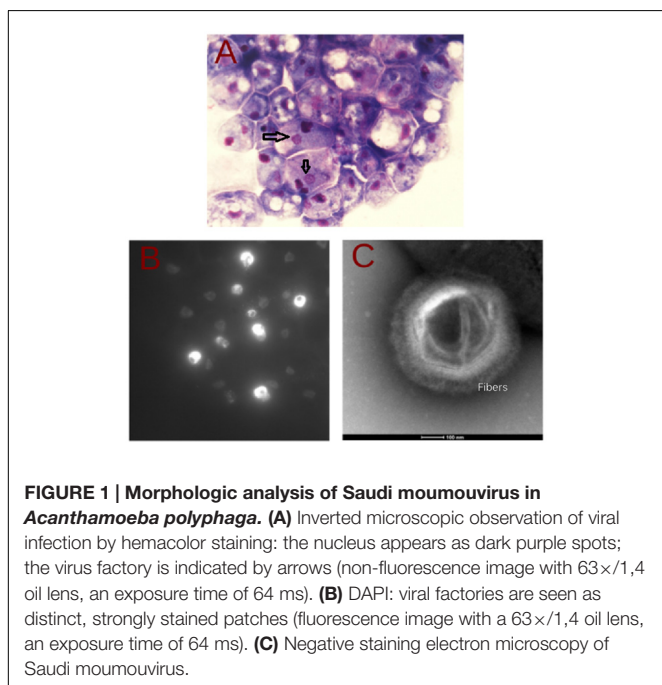 A
B
C
Fibers
100 nm
FIGURE 1 | Morphologic analysis of Saudi moumouvirus in
Acanthamoeba polyphaga. (A) Inverted microscopic observation of viral
infection by hemacolor staining: the nucleus appears as dark purple spots;
the virus factory is indicated by arrows (non-fluorescence image with 63×/1,4
oil lens, an exposure time of 64 ms). (B) DAPI: viral factories are seen as
distinct, strongly stained patches (fluorescence image with a 63×/1,4 oil lens,
an exposure time of 64 ms). (C) Negative staining electron microscopy of
Saudi moumouvirus.